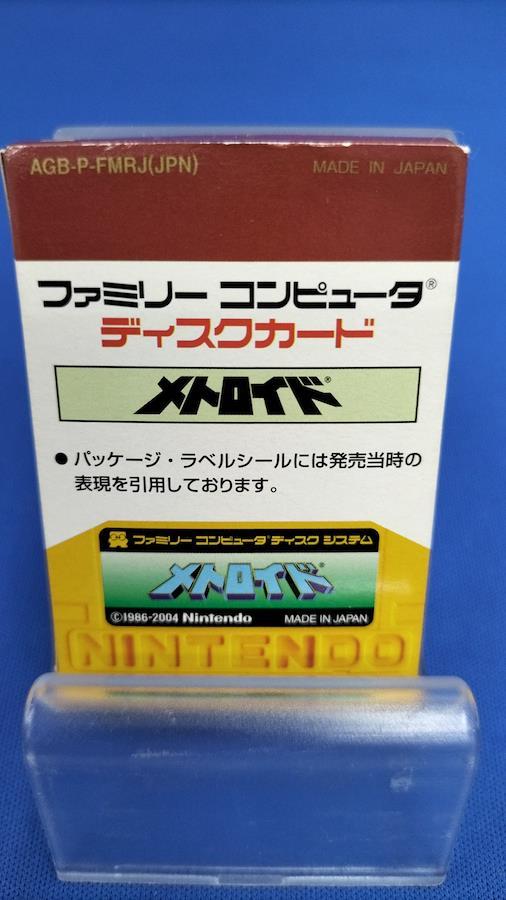 AGB-P-FMRJ(JPN) MADE IN JAPAN
ファミリー コンピュータ®
ディスクカード
メトロイド®
● パッケージ・ラベルシールには発売当時の
表現を引用しております。
ファミリー コンピュータ®ディスク システム
メトロイド®
©1986-2004 Nintendo MADE IN JAPAN
NINTENDO